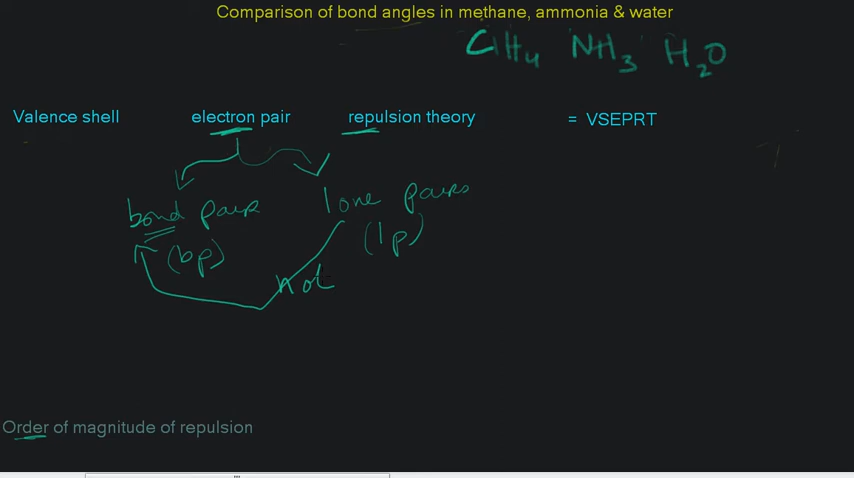 Comparison of bond angles in methane, ammonia & water
CH4 NH3 H2O
Valence shell electron pair repulsion theory = VSEPRT
bond pair lone pairs
(bp) (lp)
not
Order of magnitude of repulsion